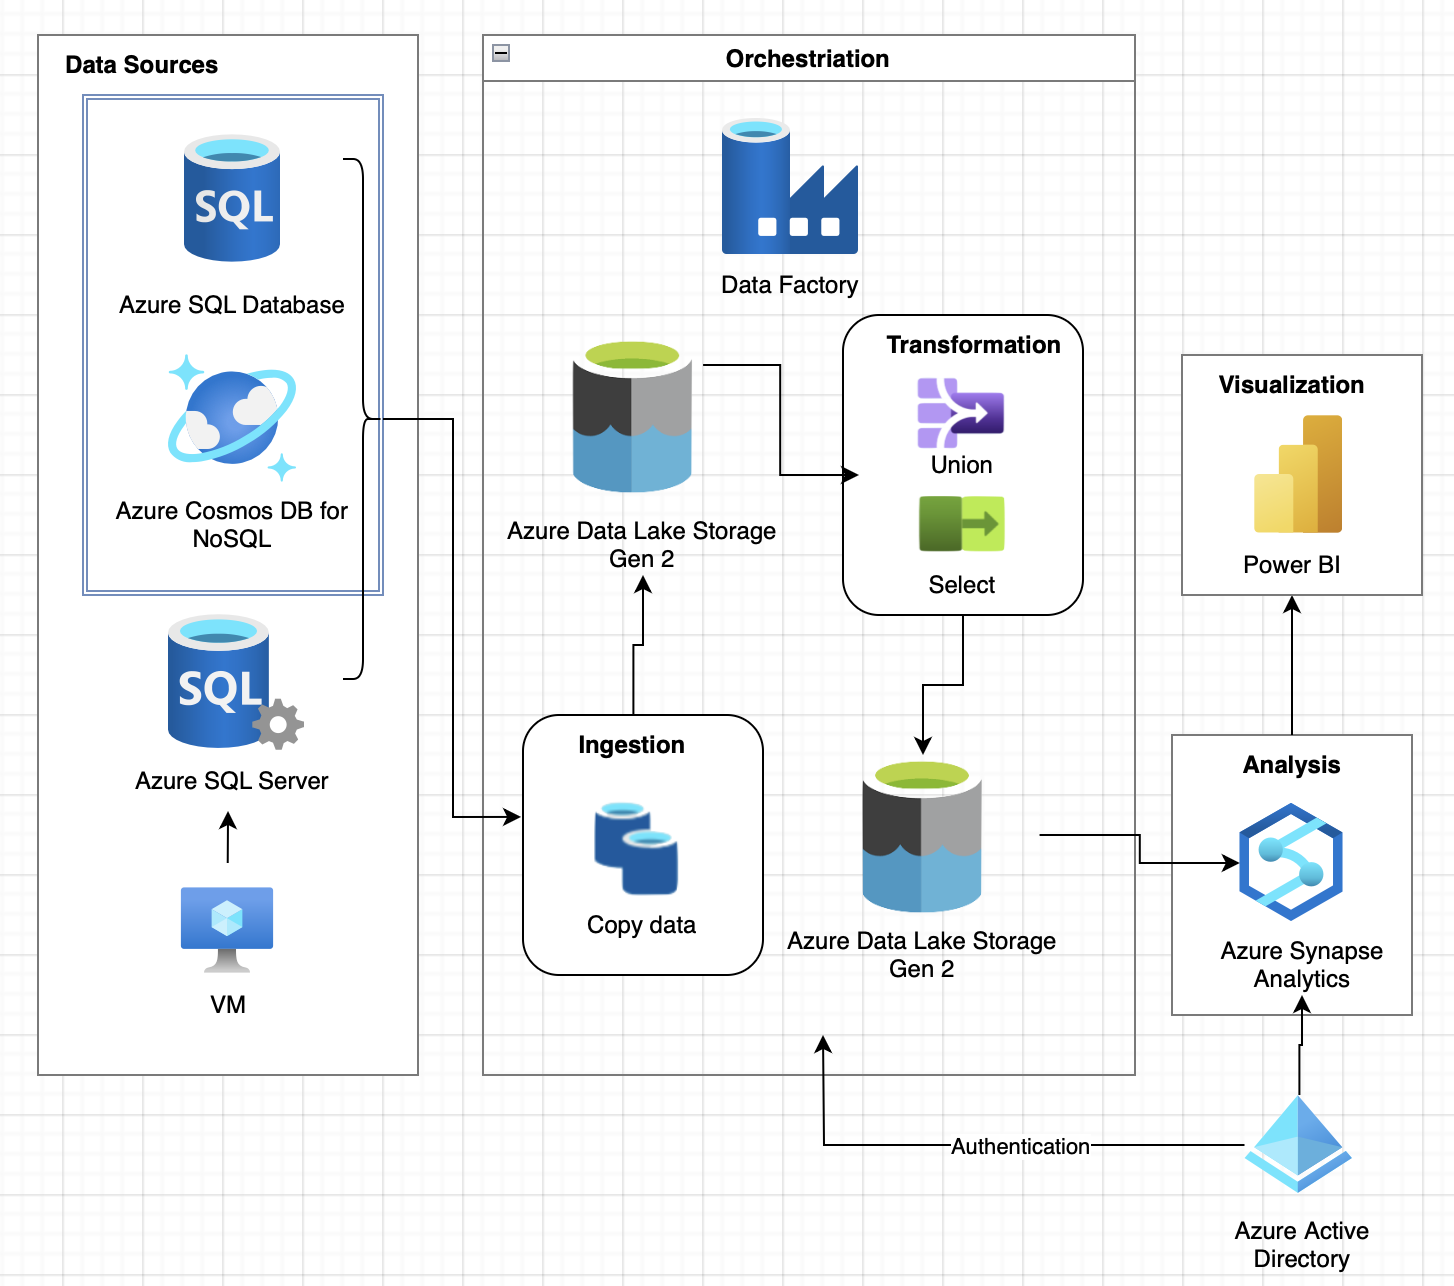 Data Sources
SQL
Azure SQL Database
Azure Cosmos DB for
NoSQL
SQL
Azure SQL Server
VM
Orchestriation
Data Factory
Azure Data Lake Storage
Gen 2
Transformation
Union
Select
Ingestion
Copy data
Azure Data Lake Storage
Gen 2
Visualization
Power BI
Analysis
Azure Synapse
Analytics
Authentication
Azure Active
Directory